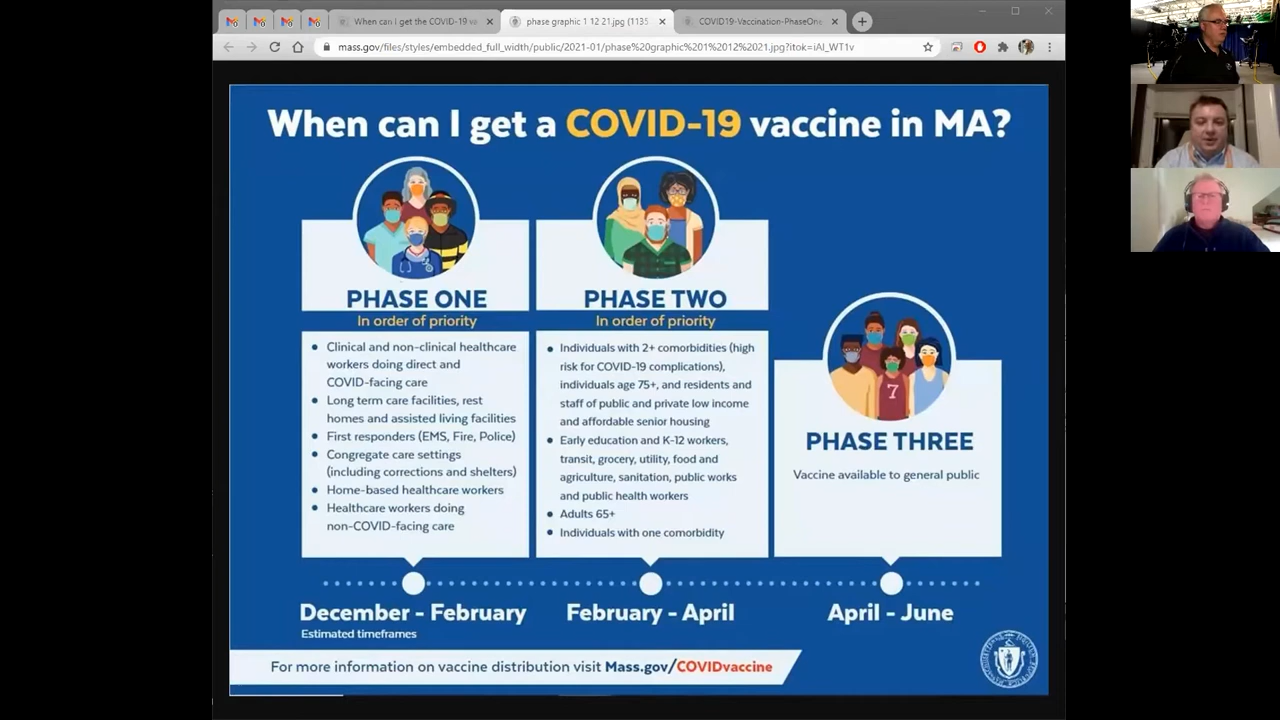 When can I get the COVID-19 va
phase graphic 1 12 21.jpg (1135
COVID19-Vaccination-PhaseOne
mass.gov/files/styles/embedded_full_width/public/2021-01/phase%20graphic%201%2012%2021.jpg?itok=iAI_WT1v
When can I get a COVID-19 vaccine in MA?
PHASE ONE
In order of priority
• Clinical and non-clinical healthcare
workers doing direct and
COVID-facing care
• Long term care facilities, rest
homes and assisted living facilities
• First responders (EMS, Fire, Police)
• Congregate care settings
(including corrections and shelters)
• Home-based healthcare workers
• Healthcare workers doing
non-COVID-facing care
PHASE TWO
In order of priority
• Individuals with 2+ comorbidities (high
risk for COVID-19 complications),
individuals age 75+, and residents and
staff of public and private low income
and affordable senior housing
• Early education and K-12 workers,
transit, grocery, utility, food and
agriculture, sanitation, public works
and public health workers
• Adults 65+
• Individuals with one comorbidity
7
PHASE THREE
Vaccine available to general public
December - February
Estimated timeframes
February - April
April - June
For more information on vaccine distribution visit Mass.gov/COVIDvaccine